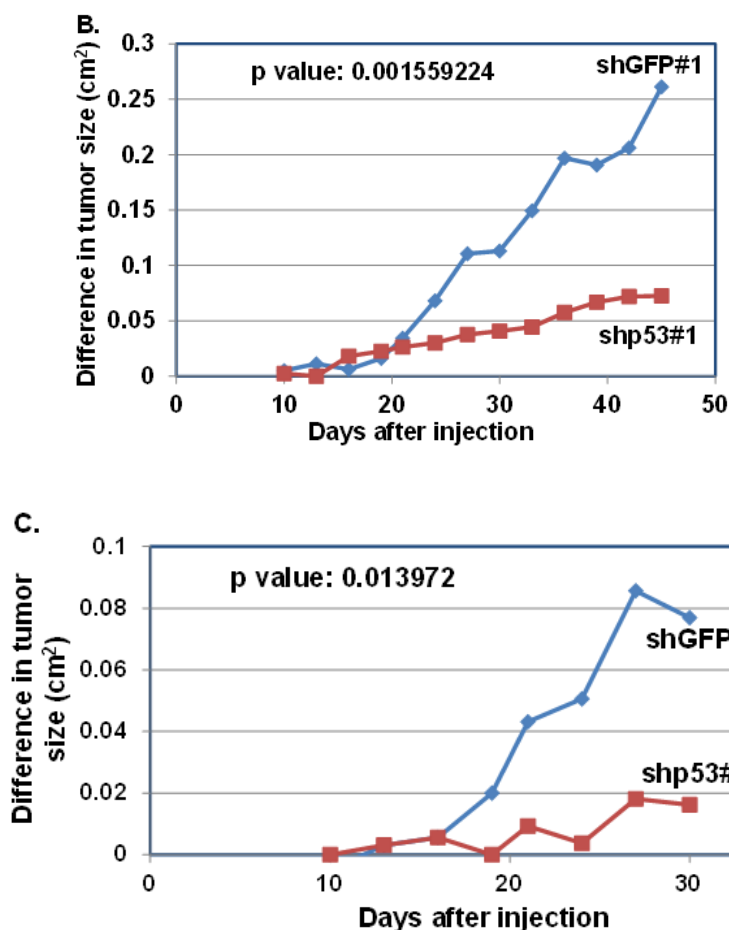 B.
Difference in tumor size (cm²)
0.3
0.25
0.2
0.15
0.1
0.05
0
p value: 0.001559224
shGFP#1
shp53#1
0 10 20 30 40 50
Days after injection
C.
Difference in tumor
size (cm²)
0.1
0.08
0.06
0.04
0.02
0
p value: 0.013972
shGFP
shp53#
0 10 20 30
Days after injection